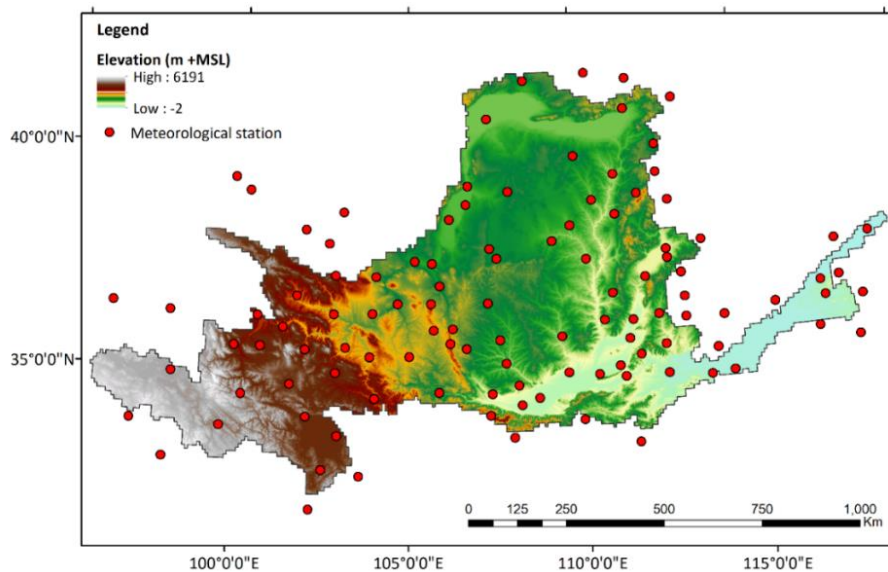 Legend
Elevation (m +MSL)
High : 6191
Low : -2
Meteorological station
40°0'0"N
35°0'0"N
0 125 250 500 750 1,000
Km
100°0'0"E 105°0'0"E 110°0'0"E 115°0'0"E